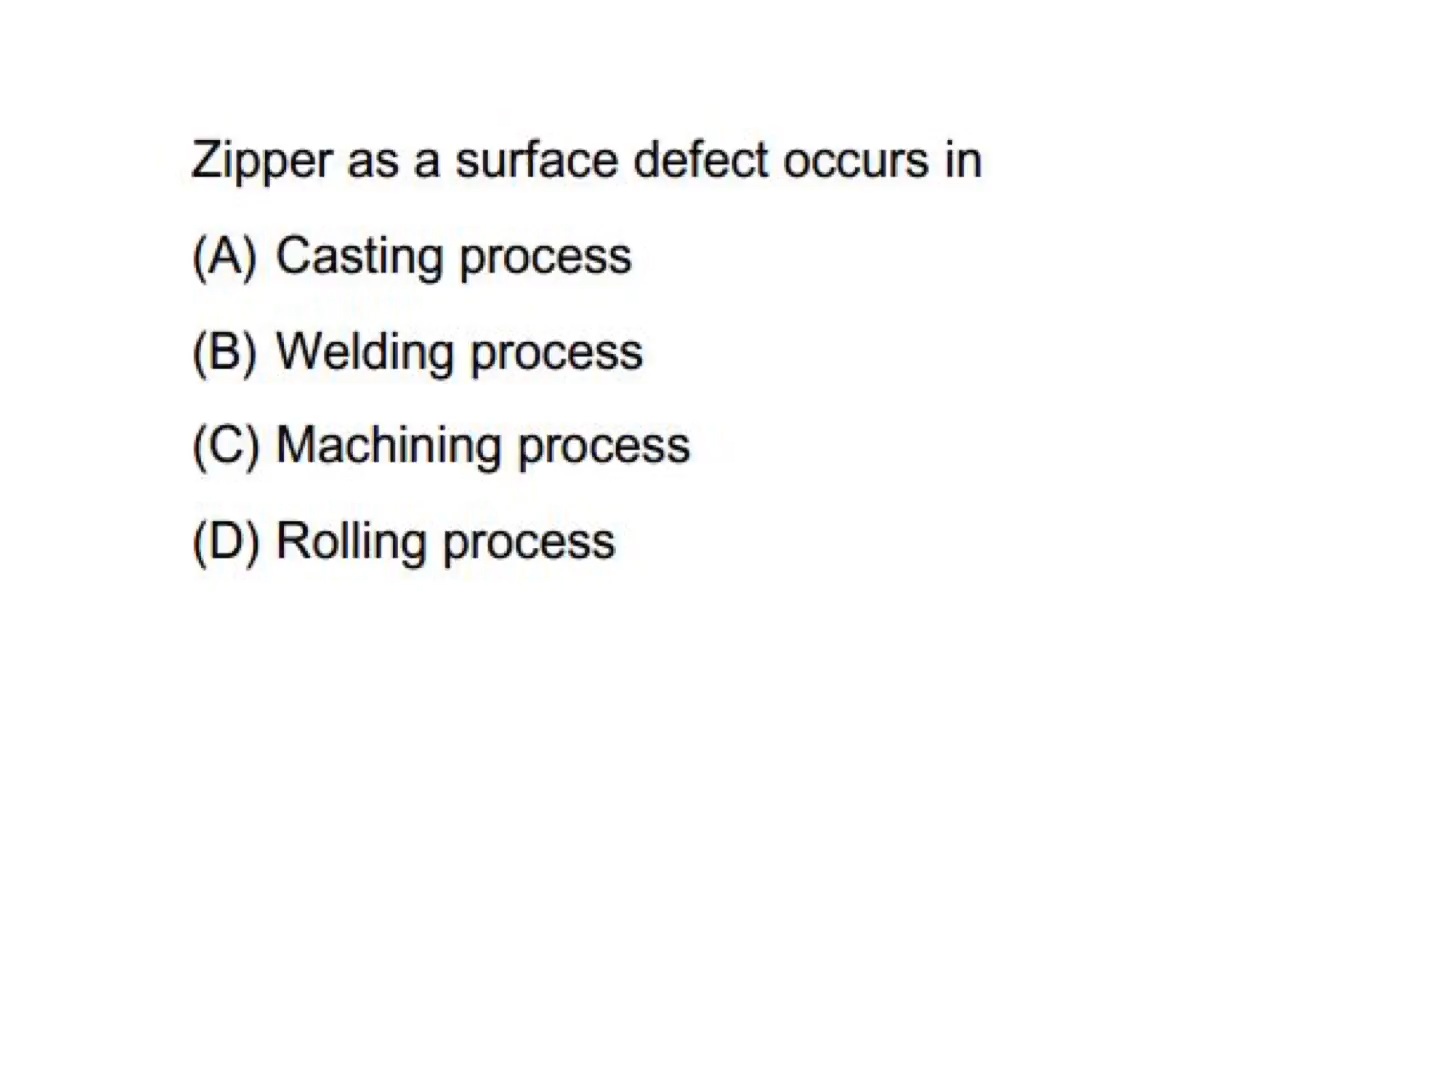 Zipper as a surface defect occurs in
(A) Casting process
(B) Welding process
(C) Machining process
(D) Rolling process